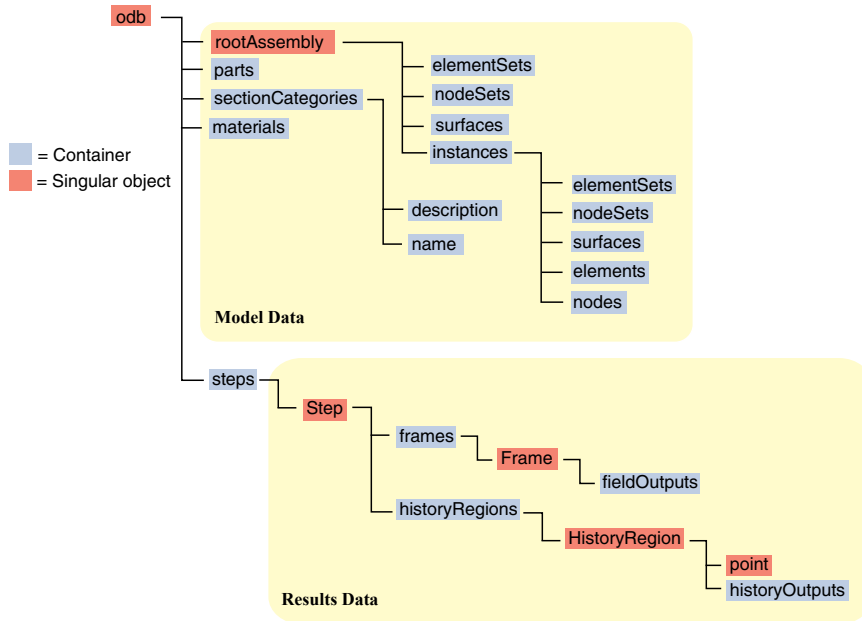 odb
rootAssembly
elementSets
parts
nodeSets
sectionCategories
surfaces
materials
instances
= Container
= Singular object
elementSets
description
nodeSets
name
surfaces
elements
nodes
Model Data
steps
Step
frames
Frame
fieldOutputs
historyRegions
HistoryRegion
point
historyOutputs
Results Data